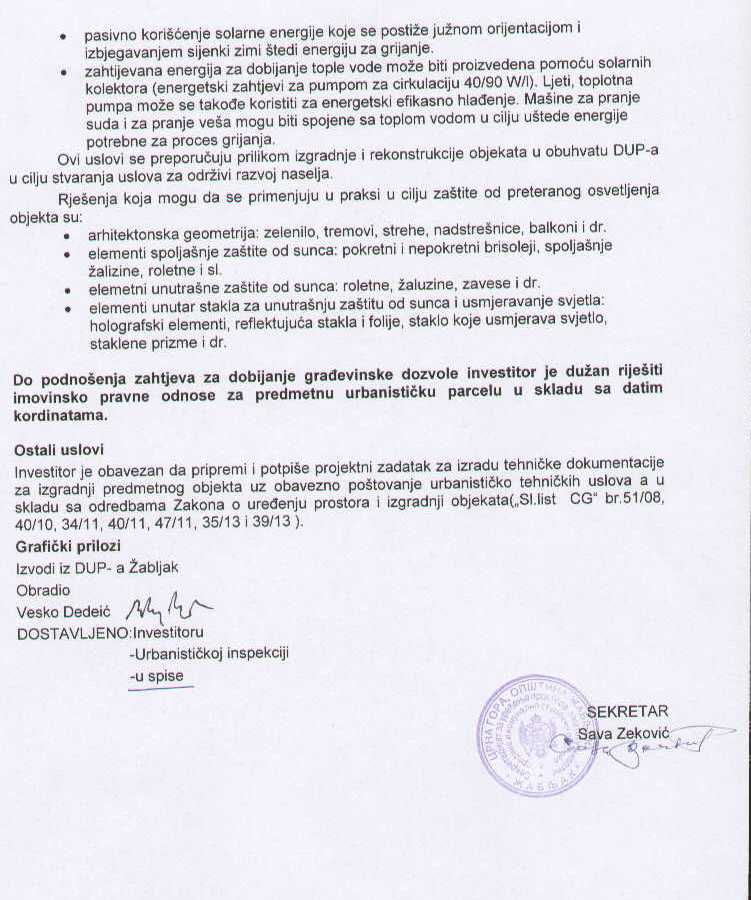 • pasivno korišćenje solarne energije koje se postiže južnom orijentacijom i
izbjegavanjem sijenki zimi štedi energiju za grijanje.
• zahtijevana energija za dobijanje tople vode može biti proizvedena pomoću solarnih
kolektora (energetski zahtjevi za pumpom za cirkulaciju 40/90 W/l). Ljeti, toplotna
pumpa može se takođe koristiti za energetski efikasno hlađenje. Mašine za pranje
suda i za pranje veša mogu biti spojene sa toplom vodom u cilju uštede energije
potrebne za proces grijanja.
Ovi uslovi se preporučuju prilikom izgradnje i rekonstrukcije objekata u obuhvatu DUP-a
u cilju stvaranja uslova za održivi razvoj naselja.
Rješenja koja mogu da se primenjuju u praksi u cilju zaštite od preteranog osvetljenja
objekta su:
• arhitektonska geometrija: zelenilo, tremovi, strehe, nadstrešnice, balkoni i dr.
• elementi spoljašnje zaštite od sunca: pokretni i nepokretni brisoleji, spoljašnje
žalizine, roletne i sl.
• elemetni unutrašne zaštite od sunca: roletne, žaluzine, zavese i dr.
• elementi unutar stakla za unutrašnju zaštitu od sunca i usmjeravanje svjetla:
holografski elementi, reflektujuća stakla i folije, staklo koje usmjerava svjetlo,
staklene prizme i dr.
Do podnošenja zahtjeva za dobijanje građevinske dozvole investitor je dužan riješiti
imovinsko pravne odnose za predmetnu urbanističku parcelu u skladu sa datim
kordinatama.
Ostali uslovi
Investitor je obavezan da pripremi i potpiše projektni zadatak za izradu tehničke dokumentacije
za izgradnji predmetnog objekta uz obavezno poštovanje urbanističko tehničkih uslova a u
skladu sa odredbama Zakona o uređenju prostora i izgradnji objekata(„Sl.list CG“ br.51/08,
40/10, 34/11, 40/11, 47/11, 35/13 i 39/13 ).
Grafički prilozi
Izvodi iz DUP- a Žabljak
Obradio
Vesko Dedeić
DOSTAVLJENO:Investitoru
-Urbanističkoj inspekciji
-u spise
SEKRETAR
Sava Zeković
ЦРНА ГОРА, ОПШТИНА ЖАБЉАК
ЖАБЉАК